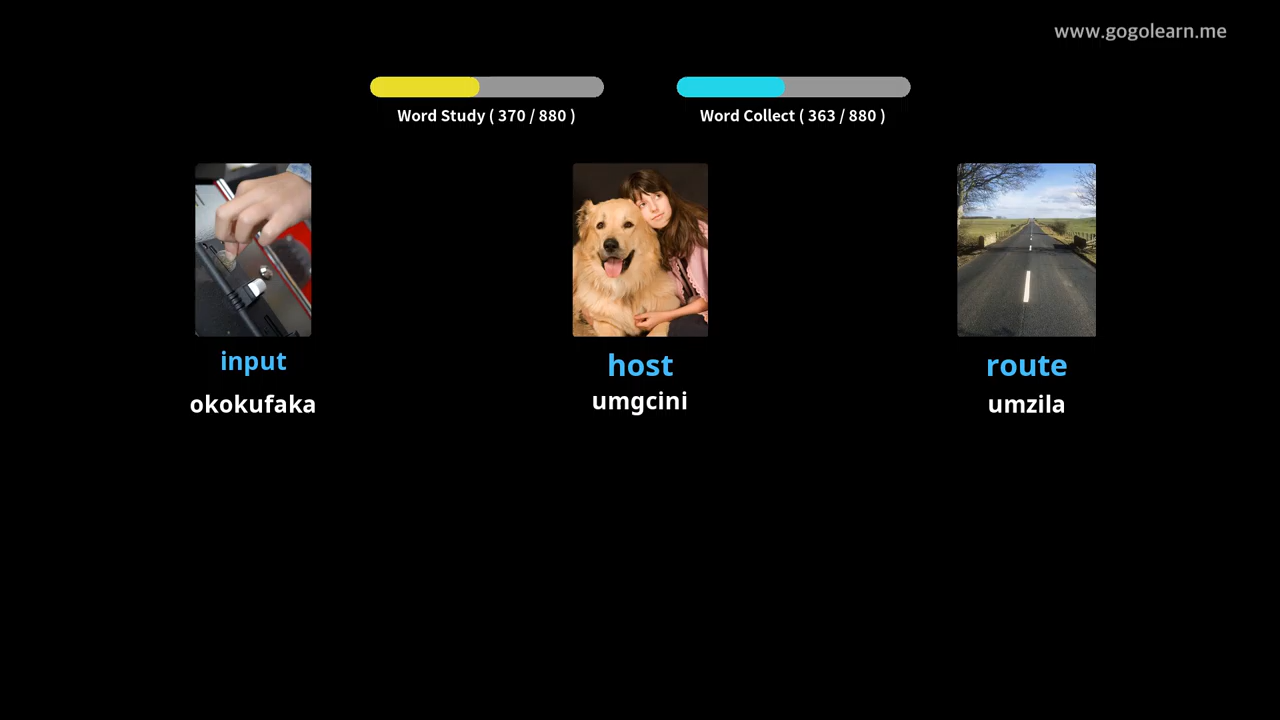 www.gogolearn.me
Word Study ( 370 / 880 )
Word Collect ( 363 / 880 )
input
host
route
okokufaka
umgcini
umzila